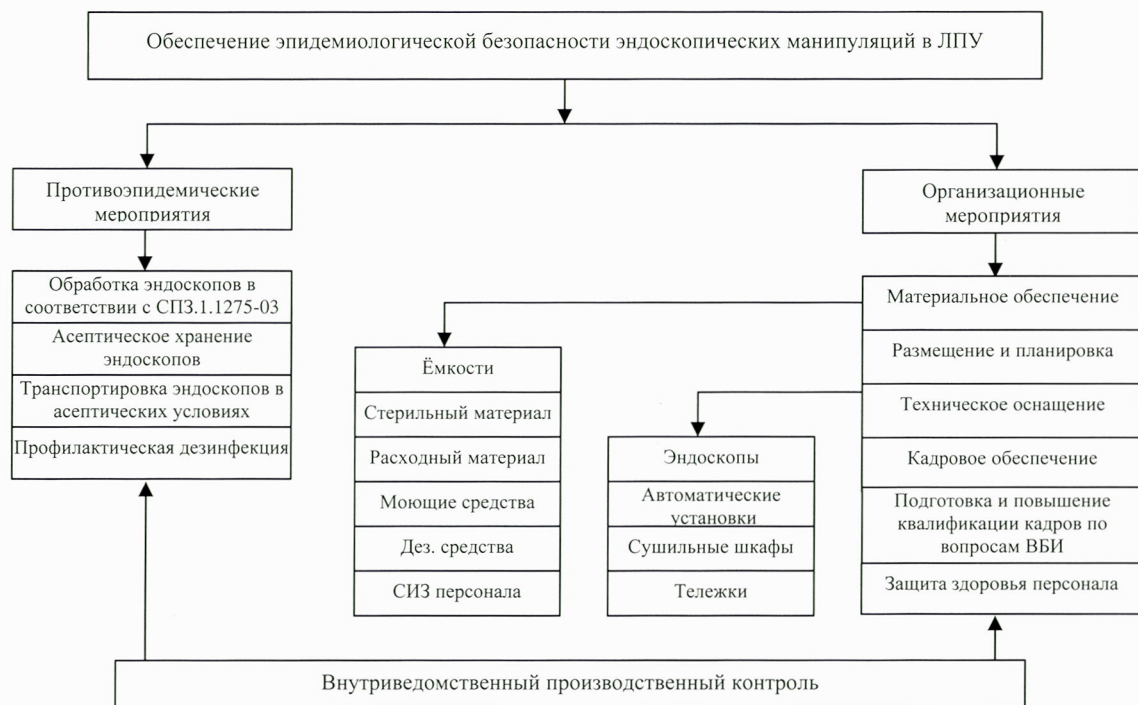 Обеспечение эпидемиологической безопасности эндоскопических манипуляций в ЛПУ
Противоэпидемические
мероприятия
Организационные
мероприятия
Обработка эндоскопов в
соответствии с СПЗ.1.1275-03
Асептическое хранение
эндоскопов
Транспортировка эндоскопов в
асептических условиях
Профилактическая дезинфекция
Ёмкости
Стерильный материал
Расходный материал
Моющие средства
Дез. средства
СИЗ персонала
Эндоскопы
Автоматические
установки
Сушильные шкафы
Тележки
Материальное обеспечение
Размещение и планировка
Техническое оснащение
Кадровое обеспечение
Подготовка и повышение
квалификации кадров по
вопросам ВБИ
Защита здоровья персонала
Внутриведомственный производственный контроль